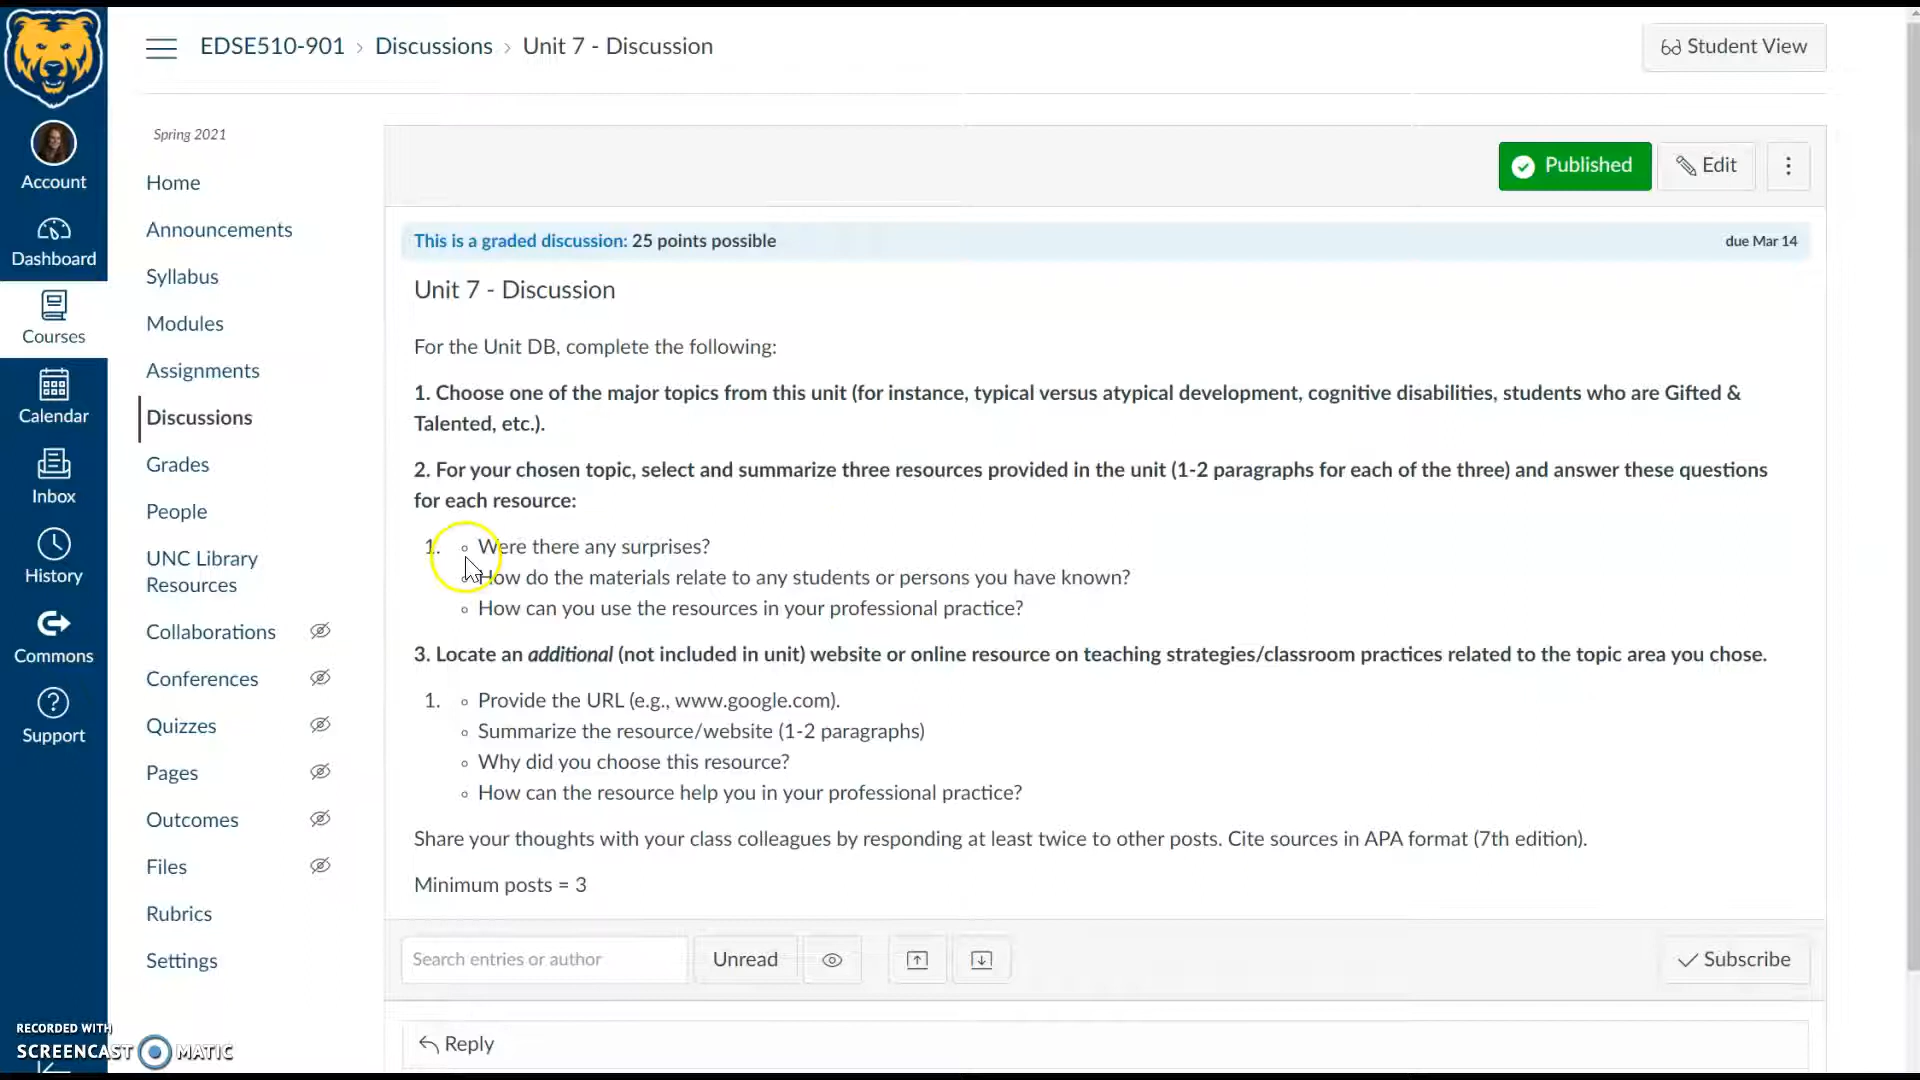 EDSE510-901 › Discussions › Unit 7 - Discussion
Student View
Account
Dashboard
Courses
Calendar
Inbox
History
Commons
Support
Spring 2021
Home
Announcements
Syllabus
Modules
Assignments
Discussions
Grades
People
UNC Library
Resources
Collaborations
Conferences
Quizzes
Pages
Outcomes
Files
Rubrics
Settings
Published
Edit
This is a graded discussion: 25 points possible
due Mar 14
Unit 7 - Discussion
For the Unit DB, complete the following:
1. Choose one of the major topics from this unit (for instance, typical versus atypical development, cognitive disabilities, students who are Gifted &
Talented, etc.).
2. For your chosen topic, select and summarize three resources provided in the unit (1-2 paragraphs for each of the three) and answer these questions
for each resource:
1. ◦ Were there any surprises?
◦ How do the materials relate to any students or persons you have known?
◦ How can you use the resources in your professional practice?
3. Locate an additional (not included in unit) website or online resource on teaching strategies/classroom practices related to the topic area you chose.
1. ◦ Provide the URL (e.g., www.google.com).
◦ Summarize the resource/website (1-2 paragraphs)
◦ Why did you choose this resource?
◦ How can the resource help you in your professional practice?
Share your thoughts with your class colleagues by responding at least twice to other posts. Cite sources in APA format (7th edition).
Minimum posts = 3
Search entries or author
Unread
Subscribe
Reply
RECORDED WITH
SCREENCAST MATIC